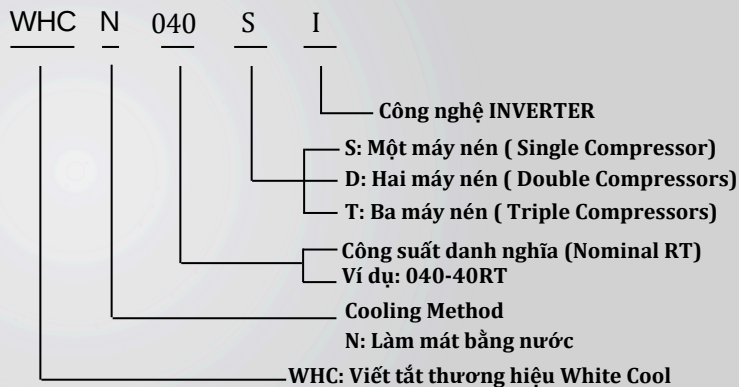 WHC N 040 S I
Công nghệ INVERTER
S: Một máy nén ( Single Compressor)
D: Hai máy nén ( Double Compressors)
T: Ba máy nén ( Triple Compressors)
Công suất danh nghĩa (Nominal RT)
Ví dụ: 040-40RT
Cooling Method
N: Làm mát bằng nước
WHC: Viết tắt thương hiệu White Cool